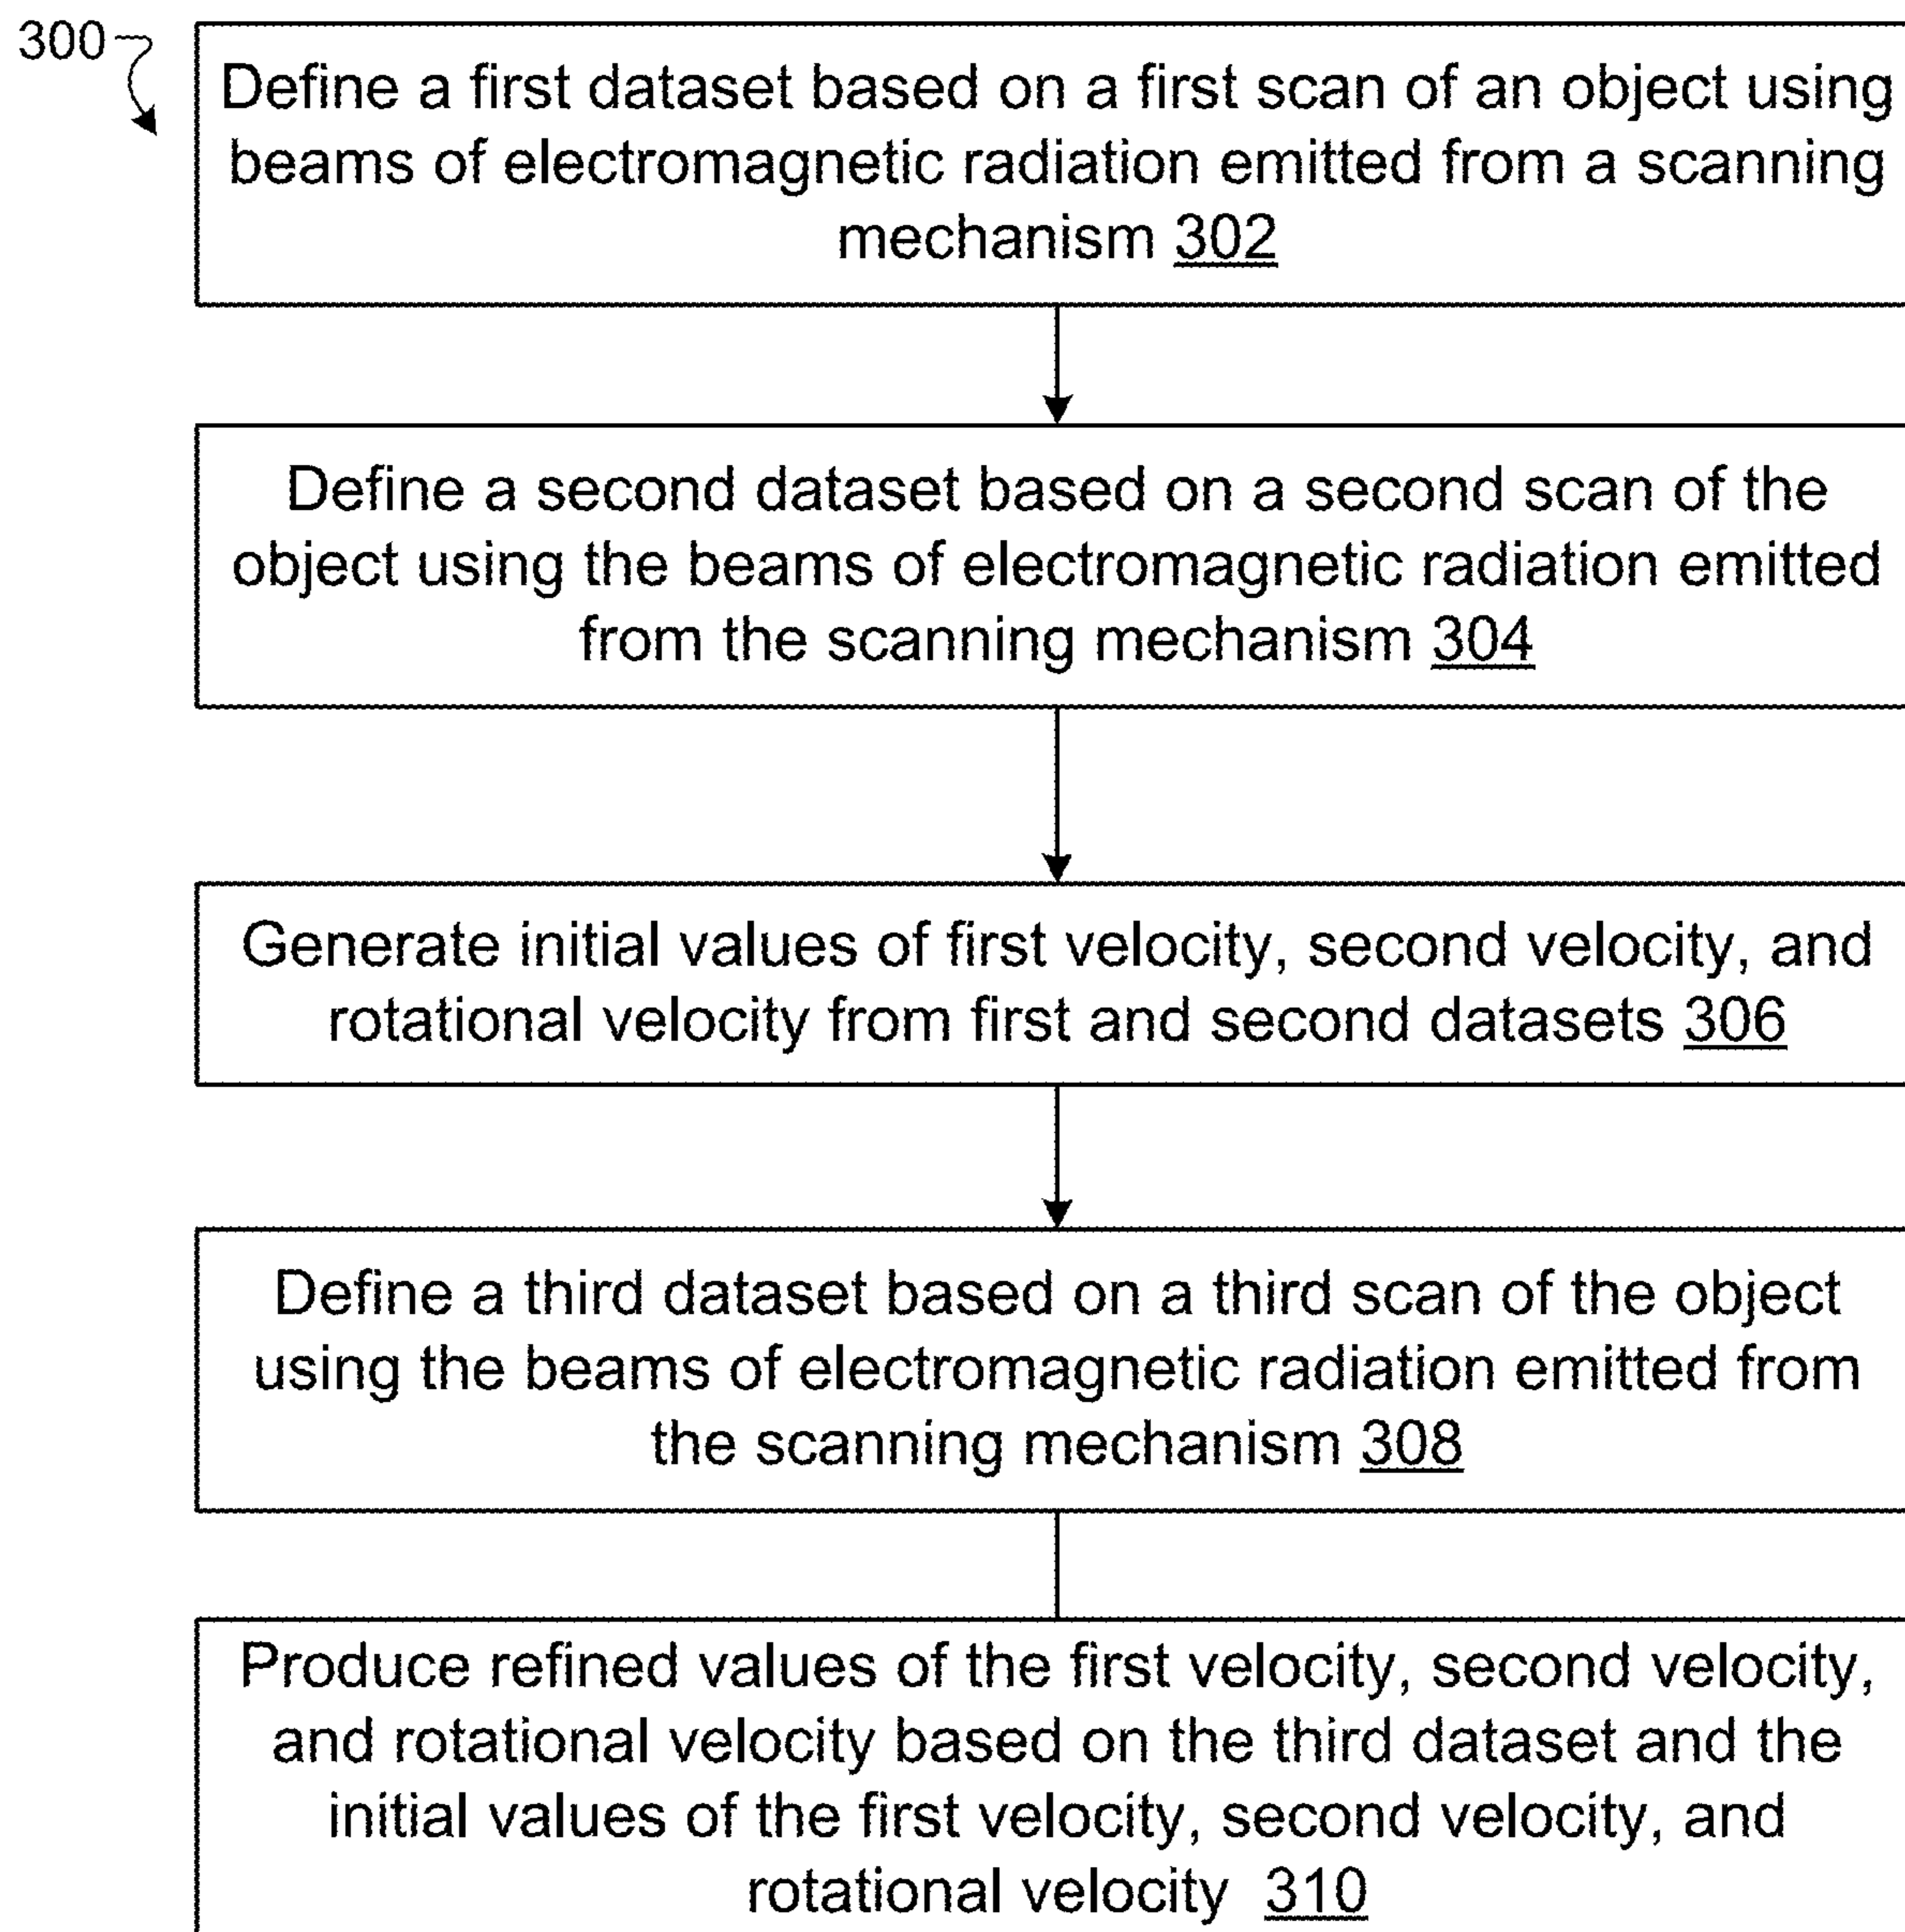 300
Define a first dataset based on a first scan of an object using
beams of electromagnetic radiation emitted from a scanning
mechanism 302
Define a second dataset based on a second scan of the
object using the beams of electromagnetic radiation emitted
from the scanning mechanism 304
Generate initial values of first velocity, second velocity, and
rotational velocity from first and second datasets 306
Define a third dataset based on a third scan of the object
using the beams of electromagnetic radiation emitted from
the scanning mechanism 308
Produce refined values of the first velocity, second velocity,
and rotational velocity based on the third dataset and the
initial values of the first velocity, second velocity, and
rotational velocity 310